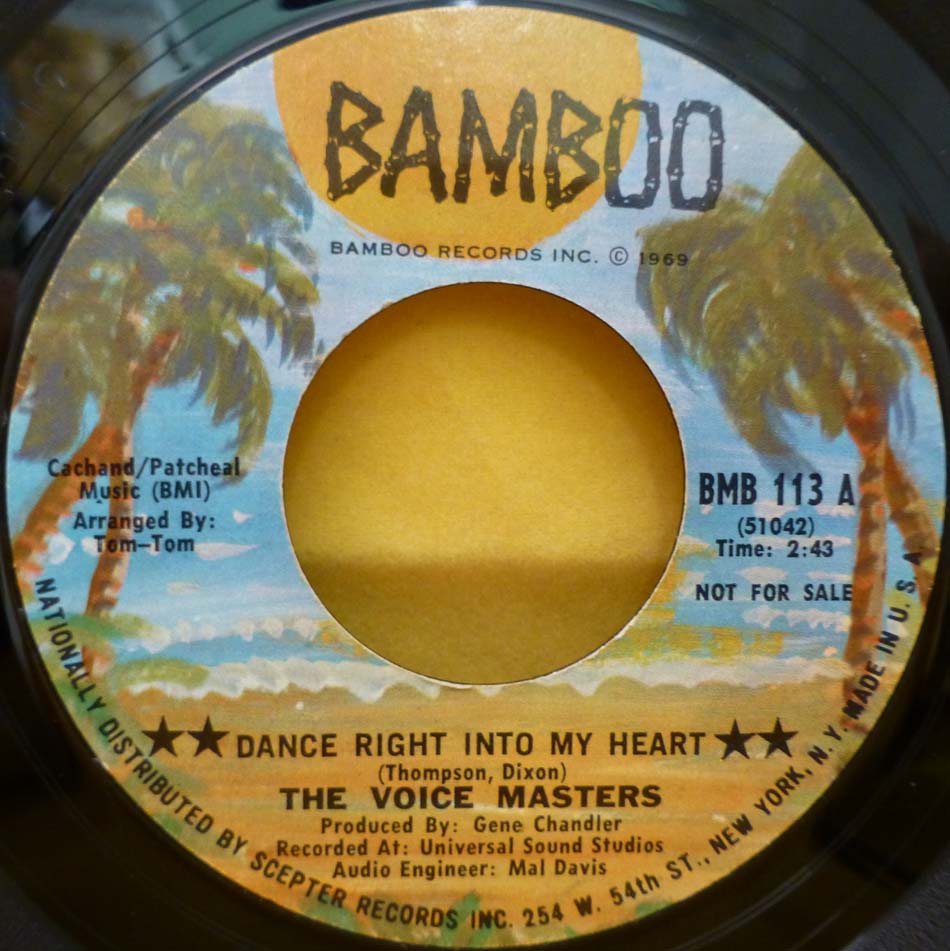 BAMBOO
BAMBOO RECORDS INC. © 1969
Cachand/Patcheal
Music (BMI)
Arranged By:
Tom-Tom
BMB 113 A
(51042)
Time: 2:43
NOT FOR SALE
★★ DANCE RIGHT INTO MY HEART ★★
(Thompson, Dixon)
THE VOICE MASTERS
Produced By: Gene Chandler
Recorded At: Universal Sound Studios
Audio Engineer: Mal Davis
NATIONALLY DISTRIBUTED BY SCEPTER RECORDS INC. 254 W. 54th ST., NEW YORK, N.Y. MADE IN U. S. A.